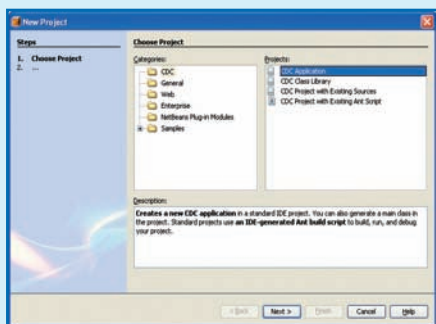 New Project
Steps
1. Choose Project
2. ...
Choose Project
Categories:
CDC
General
Web
Enterprise
NetBeans Plug-in Modules
Samples
Projects:
CDC Application
CDC Class Library
CDC Project with Existing Sources
CDC Project with Existing Ant Script
Description:
Creates a new CDC application in a standard IDE project. You can also generate a main class in
the project. Standard projects use an IDE-generated Ant build script to build, run, and debug
your project.
< Back
Next >
Finish
Cancel
Help